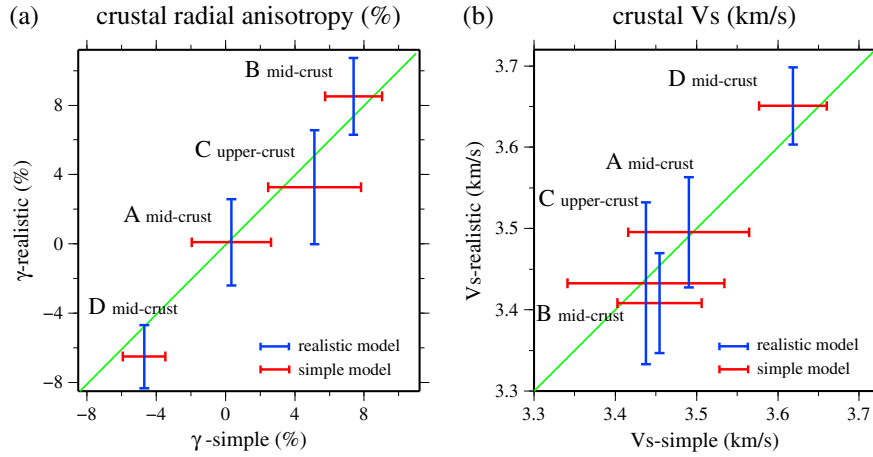 (a) crustal radial anisotropy (%)
8
4
0
−4
−8
γ-realistic (%)
B mid-crust
C upper-crust
A mid-crust
D mid-crust
realistic model
simple model
−8 −4 0 4 8
γ -simple (%)
(b) crustal Vs (km/s)
3.7
3.6
3.5
3.4
3.3
Vs-realistic (km/s)
D mid-crust
A mid-crust
C upper-crust
B mid-crust
realistic model
simple model
3.3 3.4 3.5 3.6 3.7
Vs-simple (km/s)